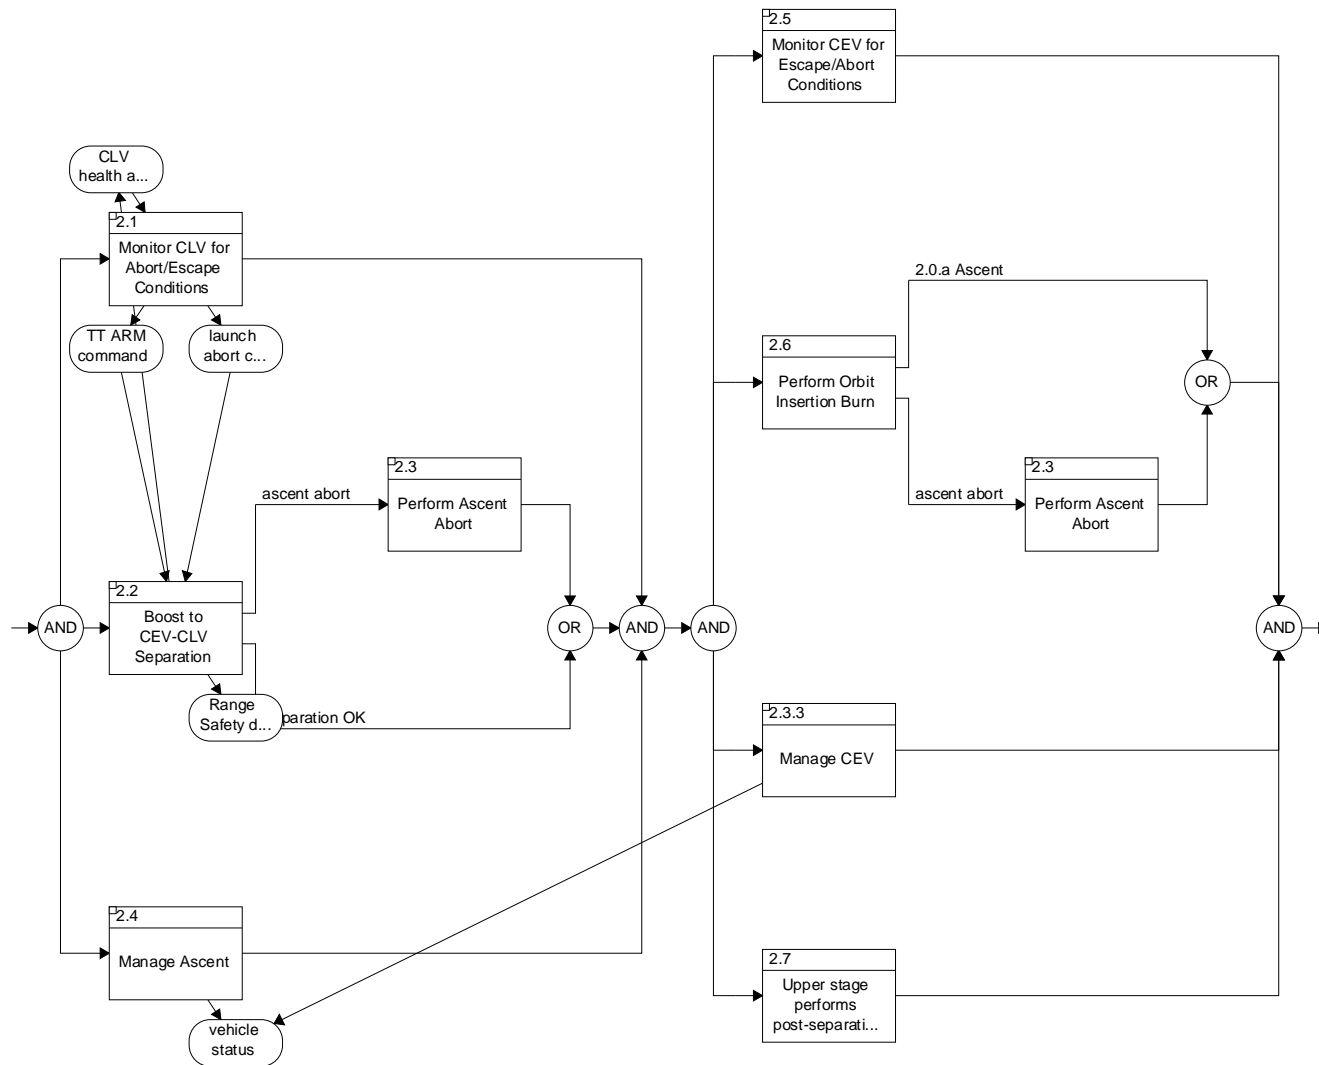 2.5
Monitor CEV for
Escape/Abort
Conditions
CLV
health a...
2.1
Monitor CLV for
Abort/Escape
Conditions
TT ARM
command
launch
abort c...
2.0.a Ascent
2.6
Perform Orbit
Insertion Burn
OR
2.3
Perform Ascent
Abort
ascent abort
2.3
Perform Ascent
Abort
ascent abort
2.2
Boost to
CEV-CLV
Separation
AND
OR
AND
AND
AND
Range
Safety d...
paration OK
2.3.3
Manage CEV
2.4
Manage Ascent
2.7
Upper stage
performs
post-separati...
vehicle
status